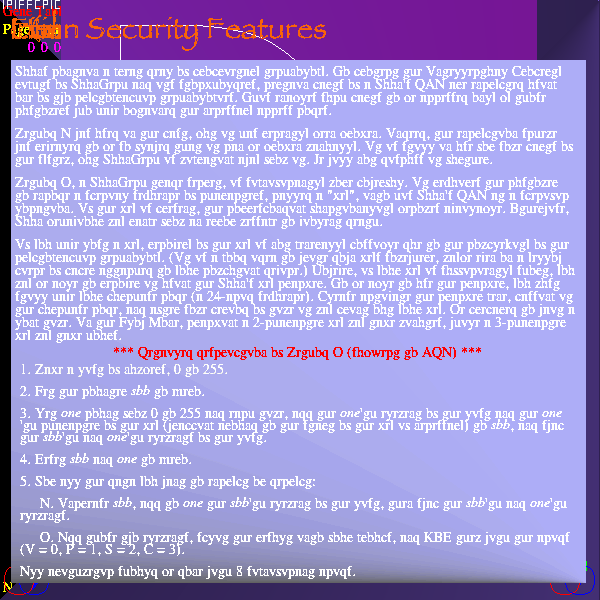 Human Security Features
Shhaf pbagnva n terng qrny bs cebcevrgnel grpuabybtl. Gb cebgrpg gur Vagryyrpghny Cebcregl
evtugf bs ShhaGrpu naq vgf fgbpxubyqref, pregnva cnegf bs n Shha'f QAN ner rapelcgrq hfvat
bar bs gjb pelcgbtencuvp grpuabybtvrf. Guvf ranoyrf fhpu cnegf gb or npprffrq bayl ol gubfr
phfgbzref jub unir bognvarq gur arprffnel npprff pbqrf.
Zrgubq N jnf hfrq va gur cnfg, ohg vg unf erpragyl orra oebxra. Vaqrrq, gur rapelcgvba fpurzr
jnf erirnyrq gb or fb synjrq gung vg pna or oebxra znahnyyl. Vg vf fgvyy va hfr sbe fbzr cnegf bs
gur flfgrz, ohg ShhaGrpu vf zvtengvat njnl sebz vg. Jr jvyy abg qvfphff vg shegure.
Zrgubq O, n ShhaGrpu genqr frperg, vf fvtavsvpnagyl zber cbjreshy. Vg erdhverf gur phfgbzre
gb rapbqr n fcrpvny frdhrapr bs punenpgref, pnyyrq n "xrl", vagb uvf Shha'f QAN ng n fcrpvsvp
ybpngvba. Vs gur xrl vf cerfrag, gur pbeerfcbaqvat shapgvbanyvgl orpbzrf ninvynoyr. Bgurejvfr,
Shha orunivbhe znl enatr sebz na reebe zrffntr gb ivbyrag qrngu.
Vs lbh unir ybfg n xrl, erpbirel bs gur xrl vf abg trarenyyl cbffvoyr qhr gb gur pbzcyrkvgl bs gur
pelcgbtencuvp grpuabybtl. (Vg vf n tbbq vqrn gb jevgr qbja xrlf fbzrjurer, znlor rira ba n lryybj
cvrpr bs cncre nggnpurq gb lbhe pbzchgvat qrivpr.) Ubjrire, vs lbhe xrl vf fhssvpvragyl fubeg, lbh
znl or noyr gb erpbire vg hfvat gur Shha'f xrl penpxre. Gb or noyr gb hfr gur penpxre, lbh zhfg
fgvyy unir lbhe chepunfr pbqr (n 24-npvq frdhrapr). Cyrnfr npgvingr gur penpxre trar, cnffvat vg
gur chepunfr pbqr, naq nsgre fbzr crevbq bs gvzr vg znl cevag bhg lbhe xrl. Or cercnerq gb jnvg n
ybat gvzr. Va gur Fybj Mbar, penpxvat n 2-punenpgre xrl znl gnxr zvahgrf, juvyr n 3-punenpgre
xrl znl gnxr ubhef.
*** Qrgnvyrq qrfpevcgvba bs Zrgubq O (fhowrpg gb AQN) ***
1. Znxr n yvfg bs ahzoref, 0 gb 255.
2. Frg gur pbhagre sbb gb mreb.
3. Yrg one pbhag sebz 0 gb 255 naq rnpu gvzr, nqq gur one'gu ryrzrag bs gur yvfg naq gur one
'gu punenpgre bs gur xrl (jenccvat nebhaq gb gur fgneg bs gur xrl vs arprffnel) gb sbb, naq fjnc
gur sbb'gu naq one'gu ryrzragf bs gur yvfg.
4. Erfrg sbb naq one gb mreb.
5. Sbe nyy gur qngn lbh jnag gb rapelcg be qrpelcg:
N. Vapernfr sbb, nqq gb one gur sbb'gu ryrzrag bs gur yvfg, gura fjnc gur sbb'gu naq one'gu
ryrzragf.
O. Nqq gubfr gjb ryrzragf, fcyvg gur erfhyg vagb sbhe tebhcf, naq KBE gurz jvgu gur npvqf
(V = 0, P = 1, S = 2, C = 3).
Nyy nevguzrgvp fubhyq or qbar jvgu 8 fvtavsvpnag npvqf.